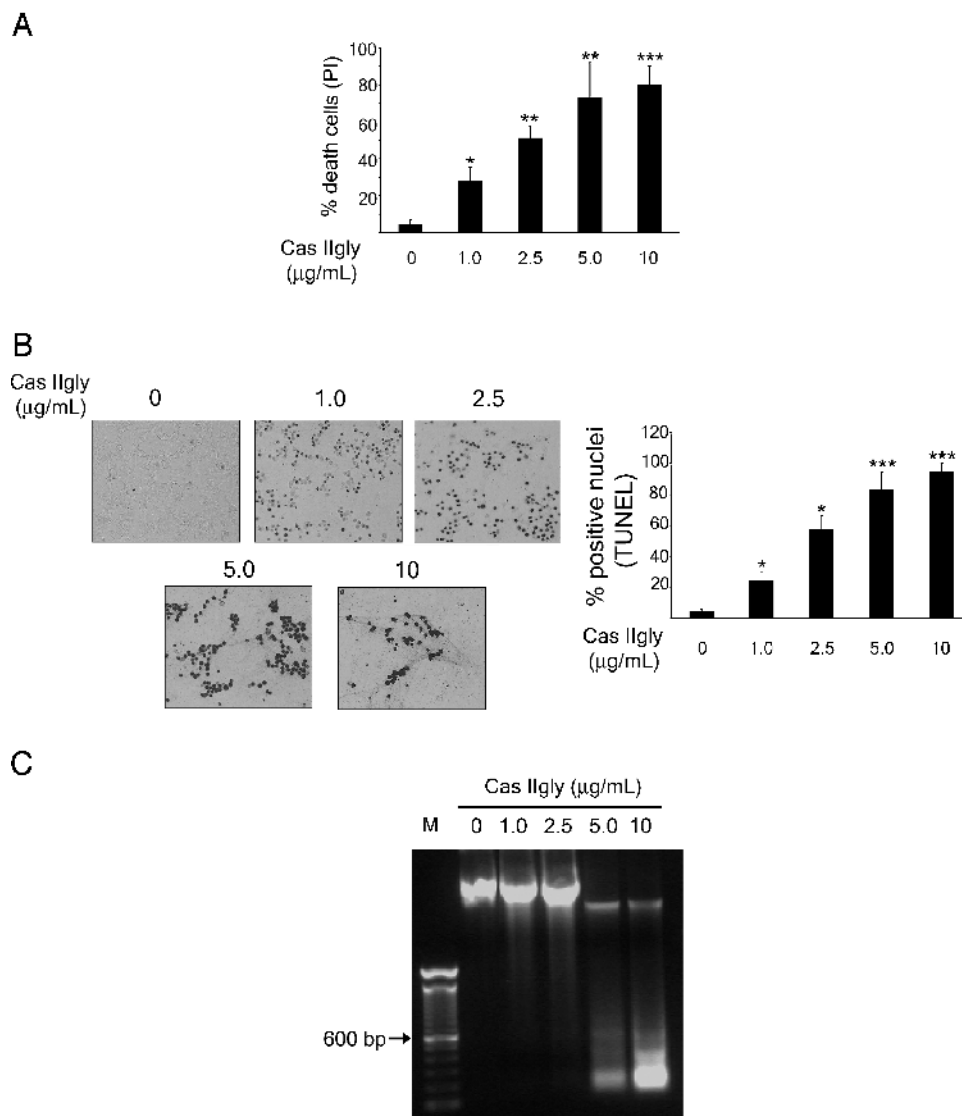 A
% death cells (PI)
100
80
60
40
20
* ** ** ***
Cas IIgly
(μg/mL)
0 1.0 2.5 5.0 10
B
Cas IIgly
(μg/mL)
0 1.0 2.5
5.0 10
% positive nuclei
(TUNEL)
120
100
80
60
40
20
* * *** ***
Cas IIgly
(μg/mL)
0 1.0 2.5 5.0 10
C
Cas IIgly (μg/mL)
M 0 1.0 2.5 5.0 10
600 bp